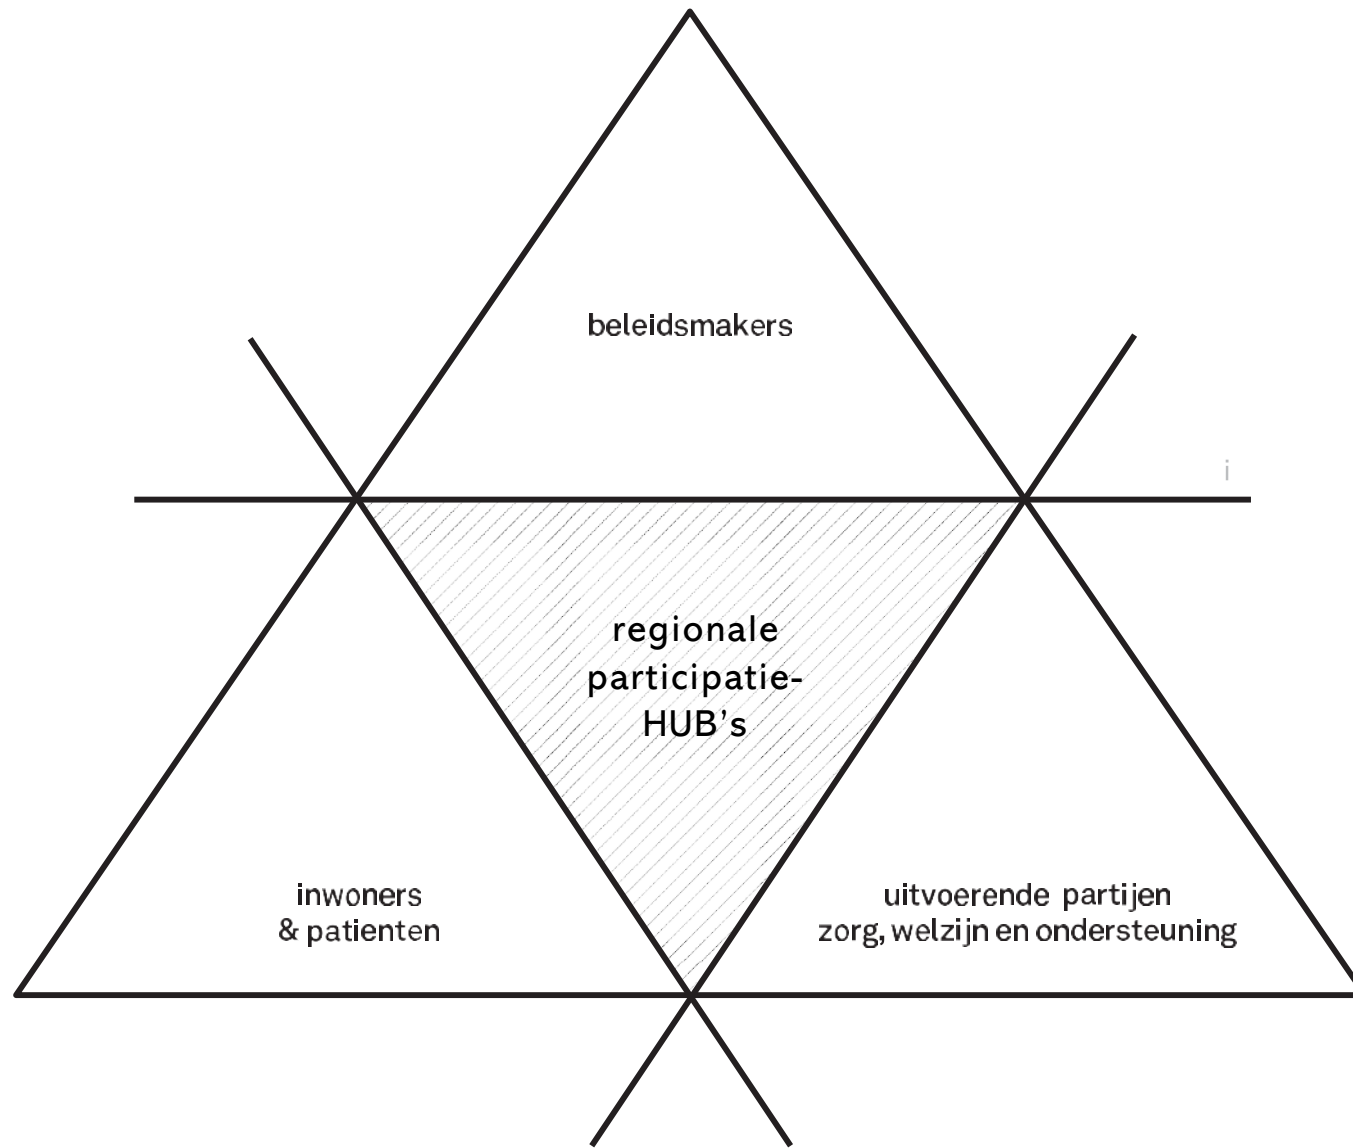 beleidsmakers
i
regionale
participatie-
HUB's
inwoners
& patienten
uitvoerende partijen
zorg, welzijn en ondersteuning